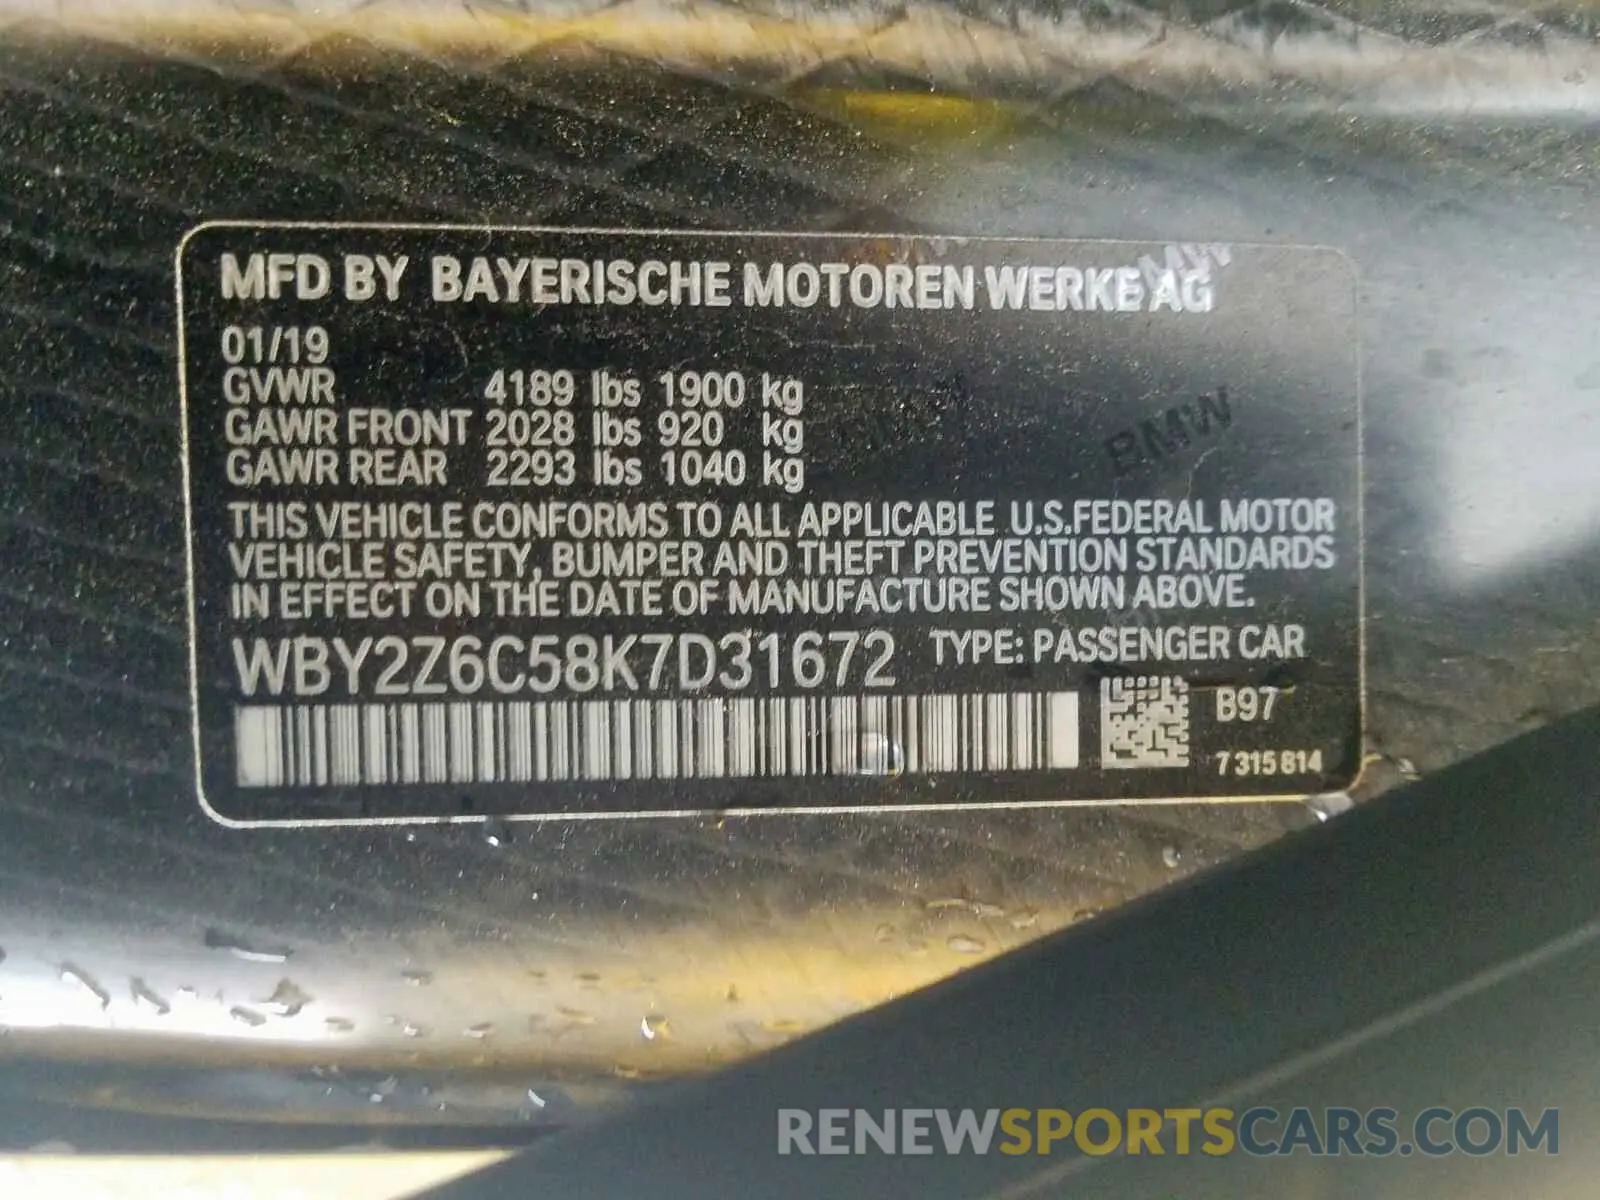 MFD BY BAYERISCHE MOTOREN WERKE AG
01/19
GVWR 4189 lbs 1900 kg
GAWR FRONT 2028 lbs 920 kg
GAWR REAR 2293 lbs 1040 kg
THIS VEHICLE CONFORMS TO ALL APPLICABLE U.S.FEDERAL MOTOR
VEHICLE SAFETY, BUMPER AND THEFT PREVENTION STANDARDS
IN EFFECT ON THE DATE OF MANUFACTURE SHOWN ABOVE.
WBY2Z6C58K7D31672 TYPE: PASSENGER CAR
B97
7 315 814
BMW
RENEWSPORTSCARS.COM